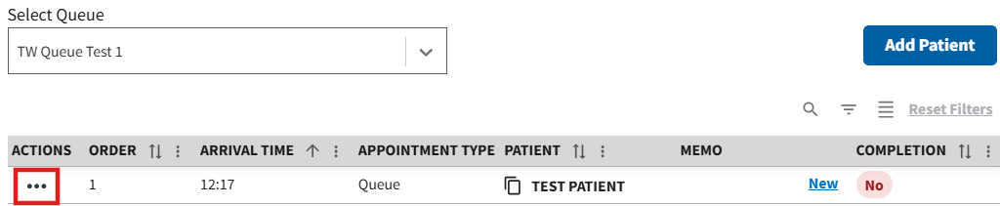 Select Queue
TW Queue Test 1
Add Patient
Reset Filters
ACTIONS ORDER ARRIVAL TIME APPOINTMENT TYPE PATIENT MEMO COMPLETION
1 12:17 Queue TEST PATIENT New No